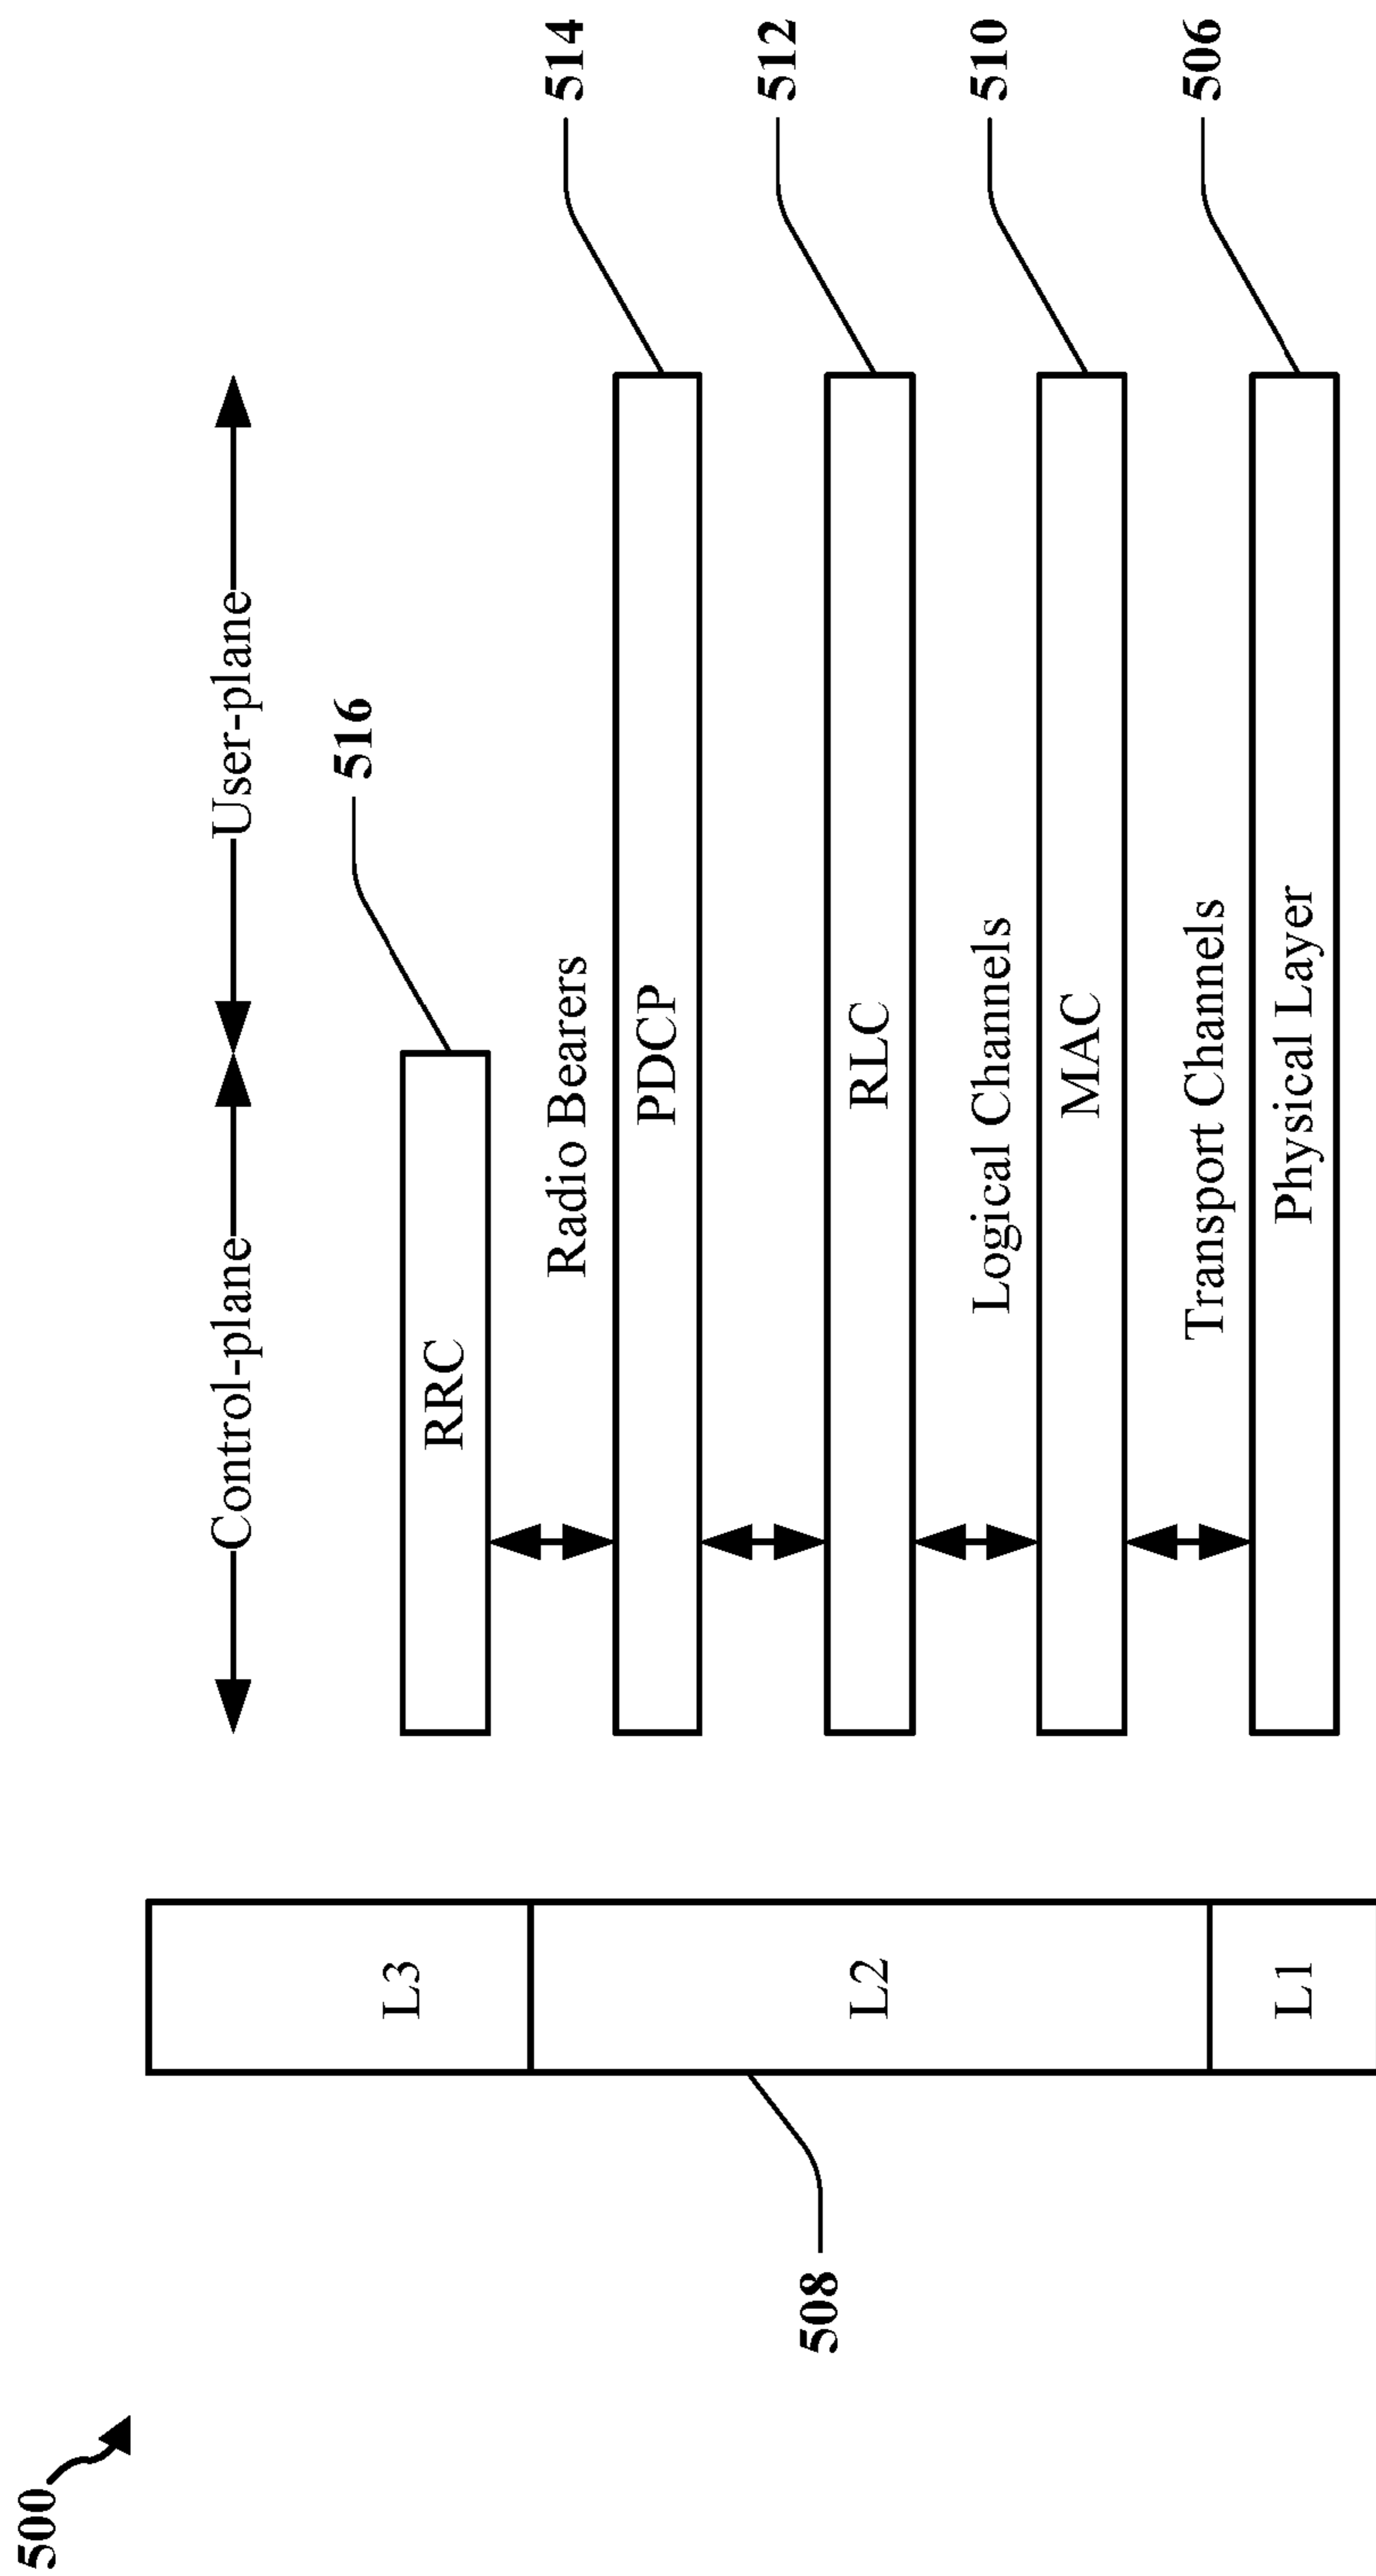 500
Control-plane
User-plane
516
L3
RRC
514
Radio Bearers
PDCP
512
508
L2
RLC
510
Logical Channels
MAC
506
Transport Channels
L1
Physical Layer